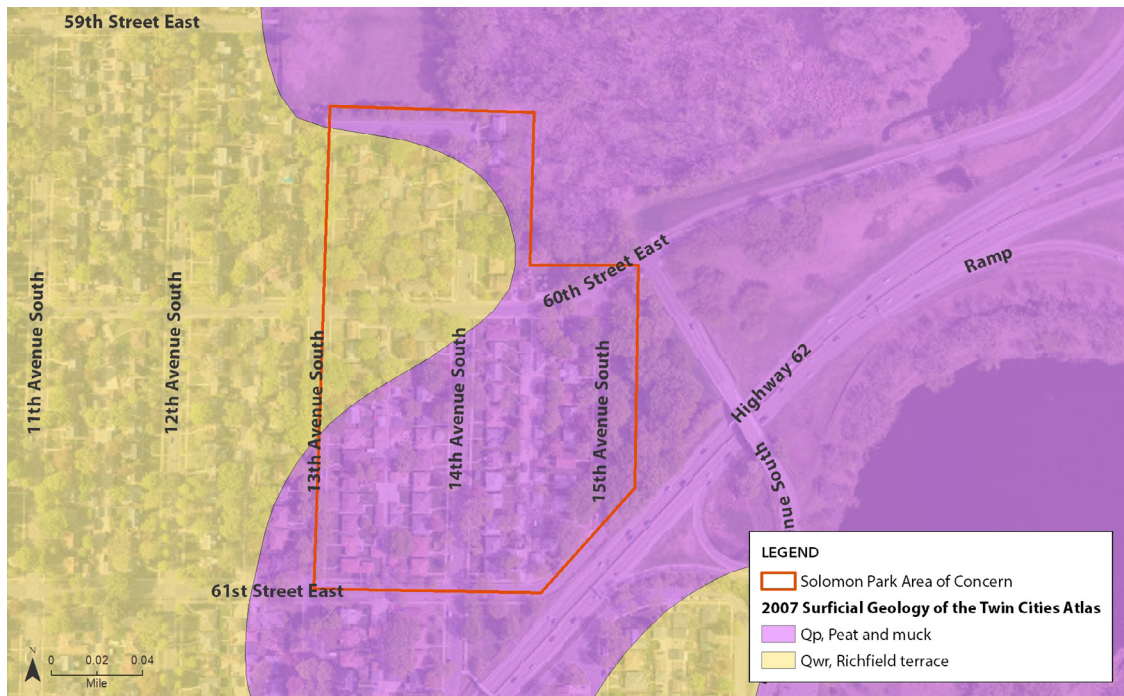 59th Street East
11th Avenue South
12th Avenue South
13th Avenue South
14th Avenue South
15th Avenue South
60th Street East
Ramp
Highway 62
nue South
61st Street East
N
0 0.02 0.04
Mile
LEGEND
Solomon Park Area of Concern
2007 Surficial Geology of the Twin Cities Atlas
Qp, Peat and muck
Qwr, Richfield terrace